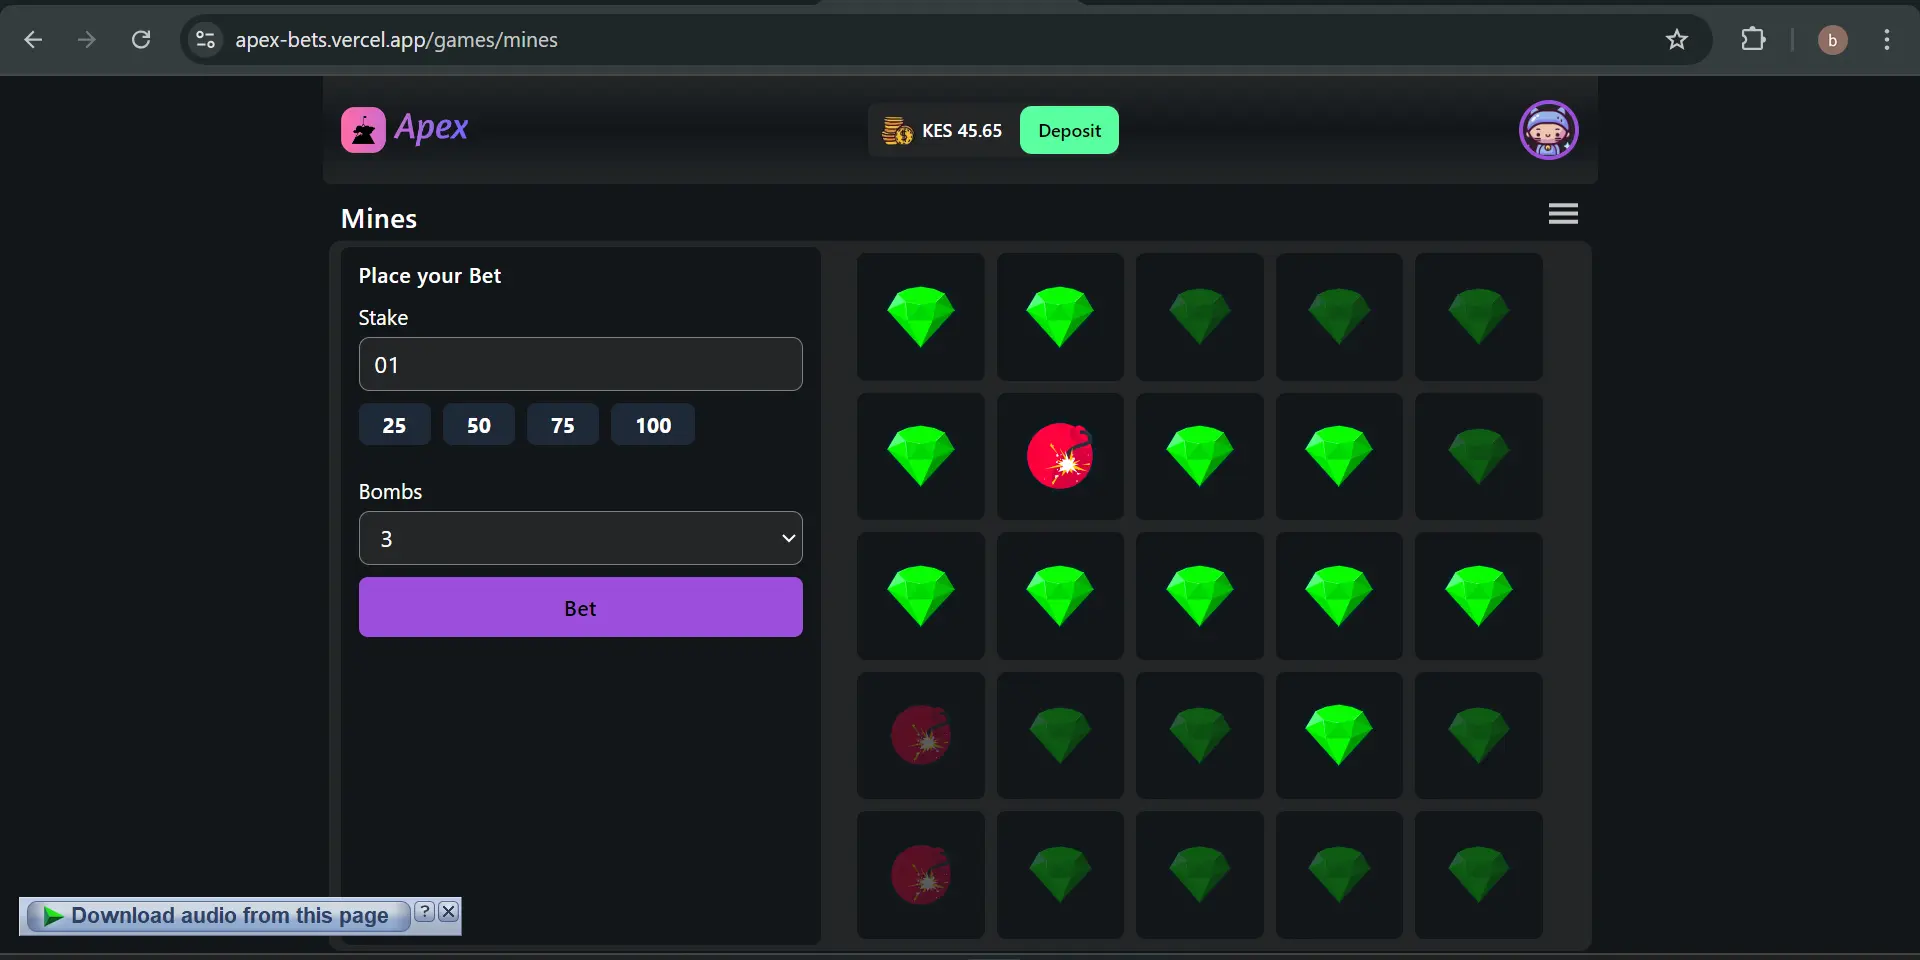 apex-bets.vercel.app/games/mines
b
Apex
KES 45.65
Deposit
Mines
Place your Bet
Stake
01
25 50 75 100
Bombs
3
Bet
Download audio from this page ?